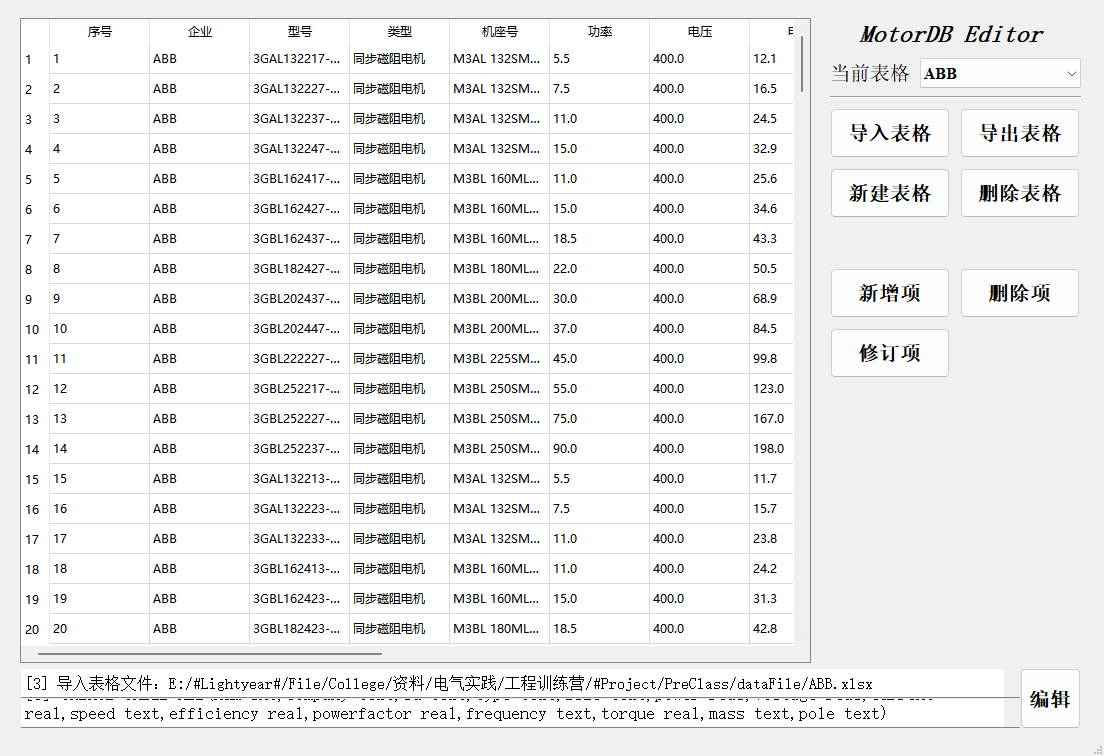 序号 企业 型号 类型 机座号 功率 电压
1 1 ABB 3GAL132217-... 同步磁阻电机 M3AL 132SM... 5.5 400.0 12.1
2 2 ABB 3GAL132227-... 同步磁阻电机 M3AL 132SM... 7.5 400.0 16.5
3 3 ABB 3GAL132237-... 同步磁阻电机 M3AL 132SM... 11.0 400.0 24.5
4 4 ABB 3GAL132247-... 同步磁阻电机 M3AL 132SM... 15.0 400.0 32.9
5 5 ABB 3GBL162417-... 同步磁阻电机 M3BL 160ML... 11.0 400.0 25.6
6 6 ABB 3GBL162427-... 同步磁阻电机 M3BL 160ML... 15.0 400.0 34.6
7 7 ABB 3GBL162437-... 同步磁阻电机 M3BL 160ML... 18.5 400.0 43.3
8 8 ABB 3GBL182427-... 同步磁阻电机 M3BL 180ML... 22.0 400.0 50.5
9 9 ABB 3GBL202437-... 同步磁阻电机 M3BL 200ML... 30.0 400.0 68.9
10 10 ABB 3GBL202447-... 同步磁阻电机 M3BL 200ML... 37.0 400.0 84.5
11 11 ABB 3GBL222227-... 同步磁阻电机 M3BL 225SM... 45.0 400.0 99.8
12 12 ABB 3GBL252217-... 同步磁阻电机 M3BL 250SM... 55.0 400.0 123.0
13 13 ABB 3GBL252227-... 同步磁阻电机 M3BL 250SM... 75.0 400.0 167.0
14 14 ABB 3GBL252237-... 同步磁阻电机 M3BL 250SM... 90.0 400.0 198.0
15 15 ABB 3GAL132213-... 同步磁阻电机 M3AL 132SM... 5.5 400.0 11.7
16 16 ABB 3GAL132223-... 同步磁阻电机 M3AL 132SM... 7.5 400.0 15.7
17 17 ABB 3GAL132233-... 同步磁阻电机 M3AL 132SM... 11.0 400.0 23.8
18 18 ABB 3GBL162413-... 同步磁阻电机 M3BL 160ML... 11.0 400.0 24.2
19 19 ABB 3GBL162423-... 同步磁阻电机 M3BL 160ML... 15.0 400.0 31.3
20 20 ABB 3GBL182423-... 同步磁阻电机 M3BL 180ML... 18.5 400.0 42.8
MotorDB Editor
当前表格 ABB
导入表格 导出表格
新建表格 删除表格
新增项 删除项
修订项
[3] 导入表格文件：E:/#Lightyear#/File/College/资料/电气实践/工程训练营/#Project/PreClass/dataFile/ABB.xlsx
real,speed text,efficiency real,powerfactor real,frequency text,torque real,mass text,pole text)
编辑